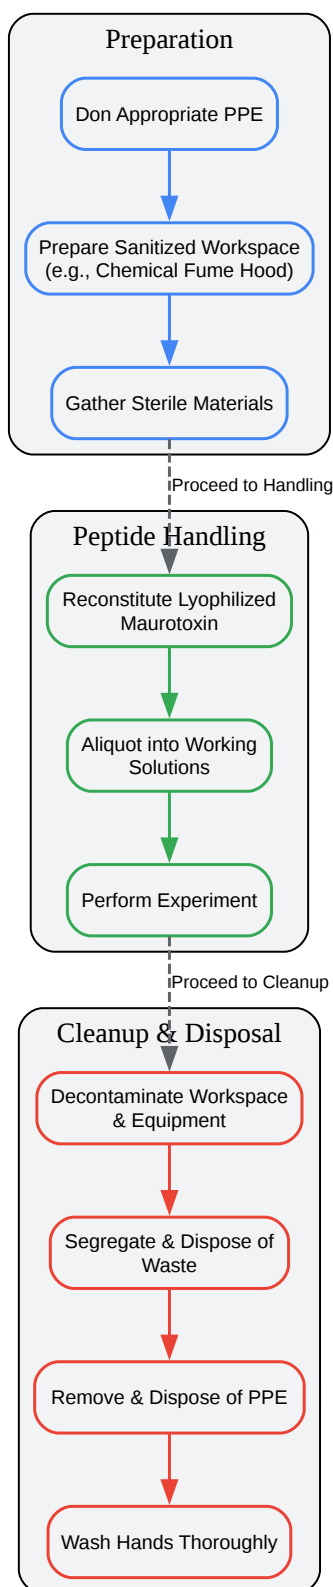 Preparation
Don Appropriate PPE
Prepare Sanitized Workspace
(e.g., Chemical Fume Hood)
Gather Sterile Materials
Proceed to Handling
Peptide Handling
Reconstitute Lyophilized
Maurotoxin
Aliquot into Working
Solutions
Perform Experiment
Proceed to Cleanup
Cleanup & Disposal
Decontaminate Workspace
& Equipment
Segregate & Dispose of
Waste
Remove & Dispose of PPE
Wash Hands Thoroughly